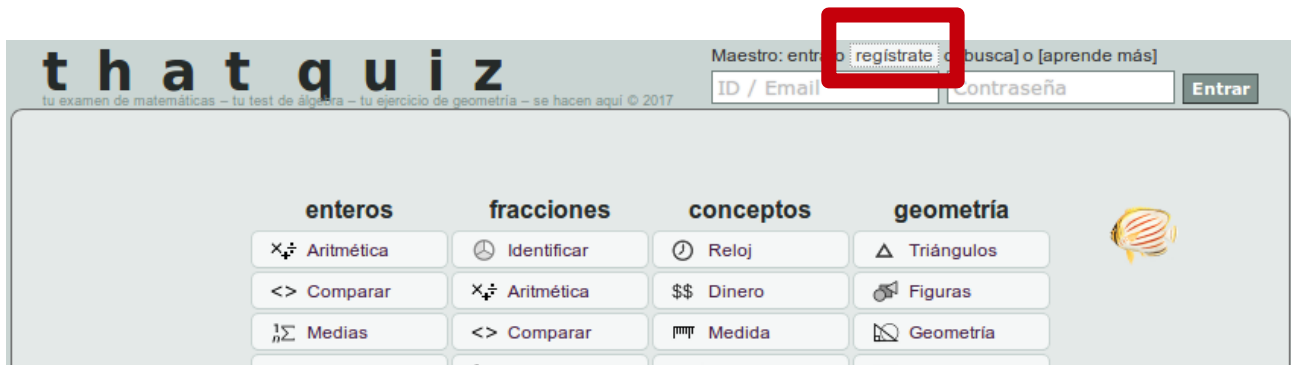 Maestro: entra o regístrate o [busca] o [aprende más]
that quiz
tu examen de matemáticas – tu test de álgebra – tu ejercicio de geometría – se hacen aquí © 2017
ID / Email Contraseña Entrar
enteros fracciones conceptos geometría
Aritmética Identificar Reloj Triángulos
<> Comparar Aritmética $$ Dinero Figuras
Medias <> Comparar Medida Geometría